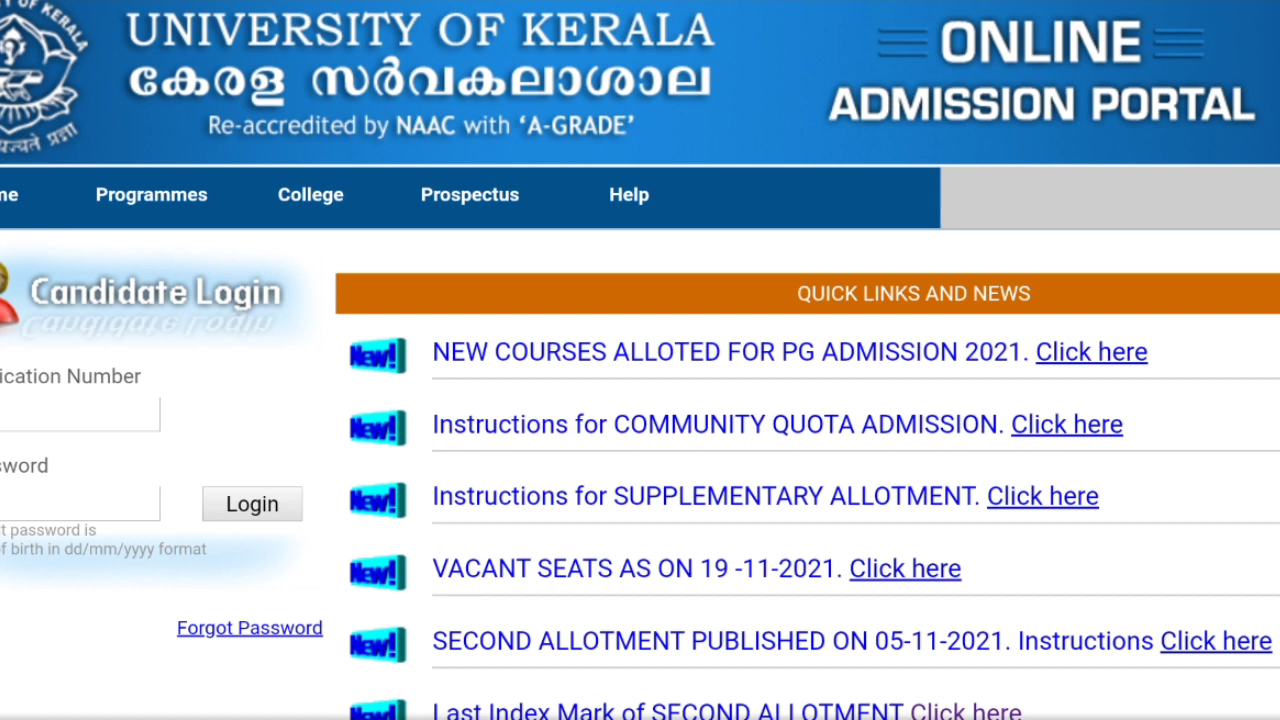 UNIVERSITY OF KERALA
കേരള സർവകലാശാല
Re-accredited by NAAC with ‘A-GRADE’
ONLINE
ADMISSION PORTAL
Programmes College Prospectus Help
Candidate Login
Login
password is
birth in dd/mm/yyyy format
Forgot Password
QUICK LINKS AND NEWS
New! NEW COURSES ALLOTED FOR PG ADMISSION 2021. Click here
New! Instructions for COMMUNITY QUOTA ADMISSION. Click here
New! Instructions for SUPPLEMENTARY ALLOTMENT. Click here
New! VACANT SEATS AS ON 19 -11-2021. Click here
New! SECOND ALLOTMENT PUBLISHED ON 05-11-2021. Instructions Click here
New! Last Index Mark of SECOND ALLOTMENT Click here